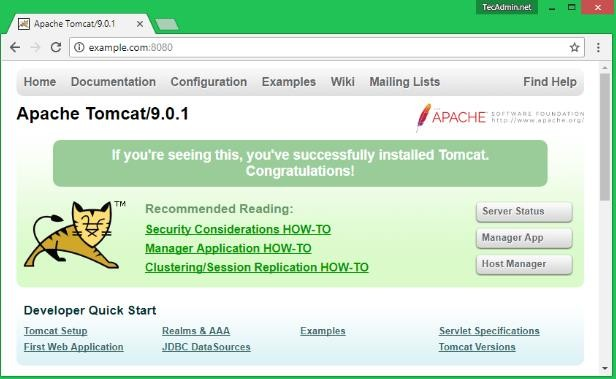 TecAdmin.net
Apache Tomcat/9.0.1
example.com:8080
Home Documentation Configuration Examples Wiki Mailing Lists Find Help
Apache Tomcat/9.0.1
THE
APACHE SOFTWARE FOUNDATION
http://www.apache.org/
If you're seeing this, you've successfully installed Tomcat.
Congratulations!
TM
Recommended Reading:
Security Considerations HOW-TO
Manager Application HOW-TO
Clustering/Session Replication HOW-TO
Server Status
Manager App
Host Manager
Developer Quick Start
Tomcat Setup Realms & AAA Examples Servlet Specifications
First Web Application JDBC DataSources Tomcat Versions